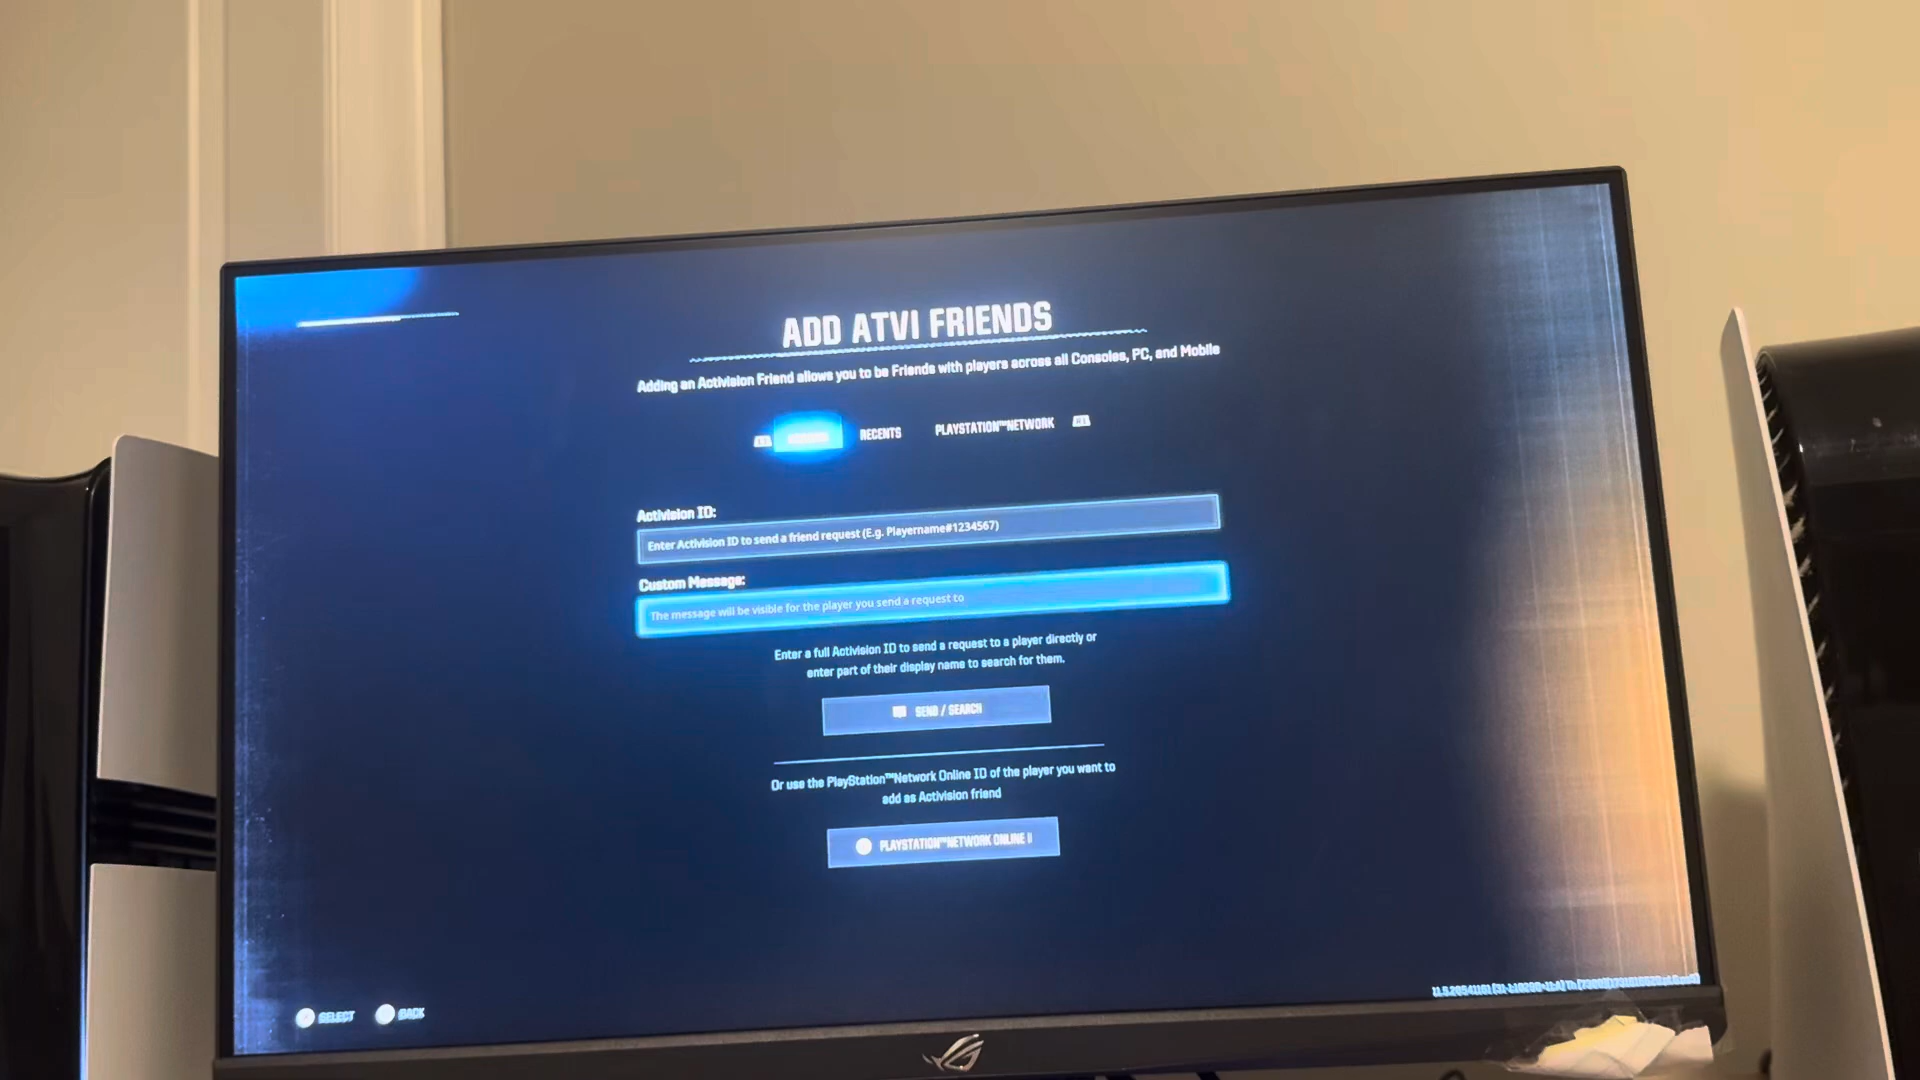 ADD ATVI FRIENDS
Adding an Activision Friend allows you to be Friends with players across all Consoles, PC, and Mobile
RECENTS
PLAYSTATION™NETWORK
Activision ID:
Enter Activision ID to send a friend request (E.g. Playername#1234567)
Custom Message:
The message will be visible for the player you send a request to
Enter a full Activision ID to send a request to a player directly or
enter part of their display name to search for them.
SEND / SEARCH
Or use the PlayStation™Network Online ID of the player you want to
add as Activision friend
PLAYSTATION™NETWORK ONLINE I
SELECT
BACK